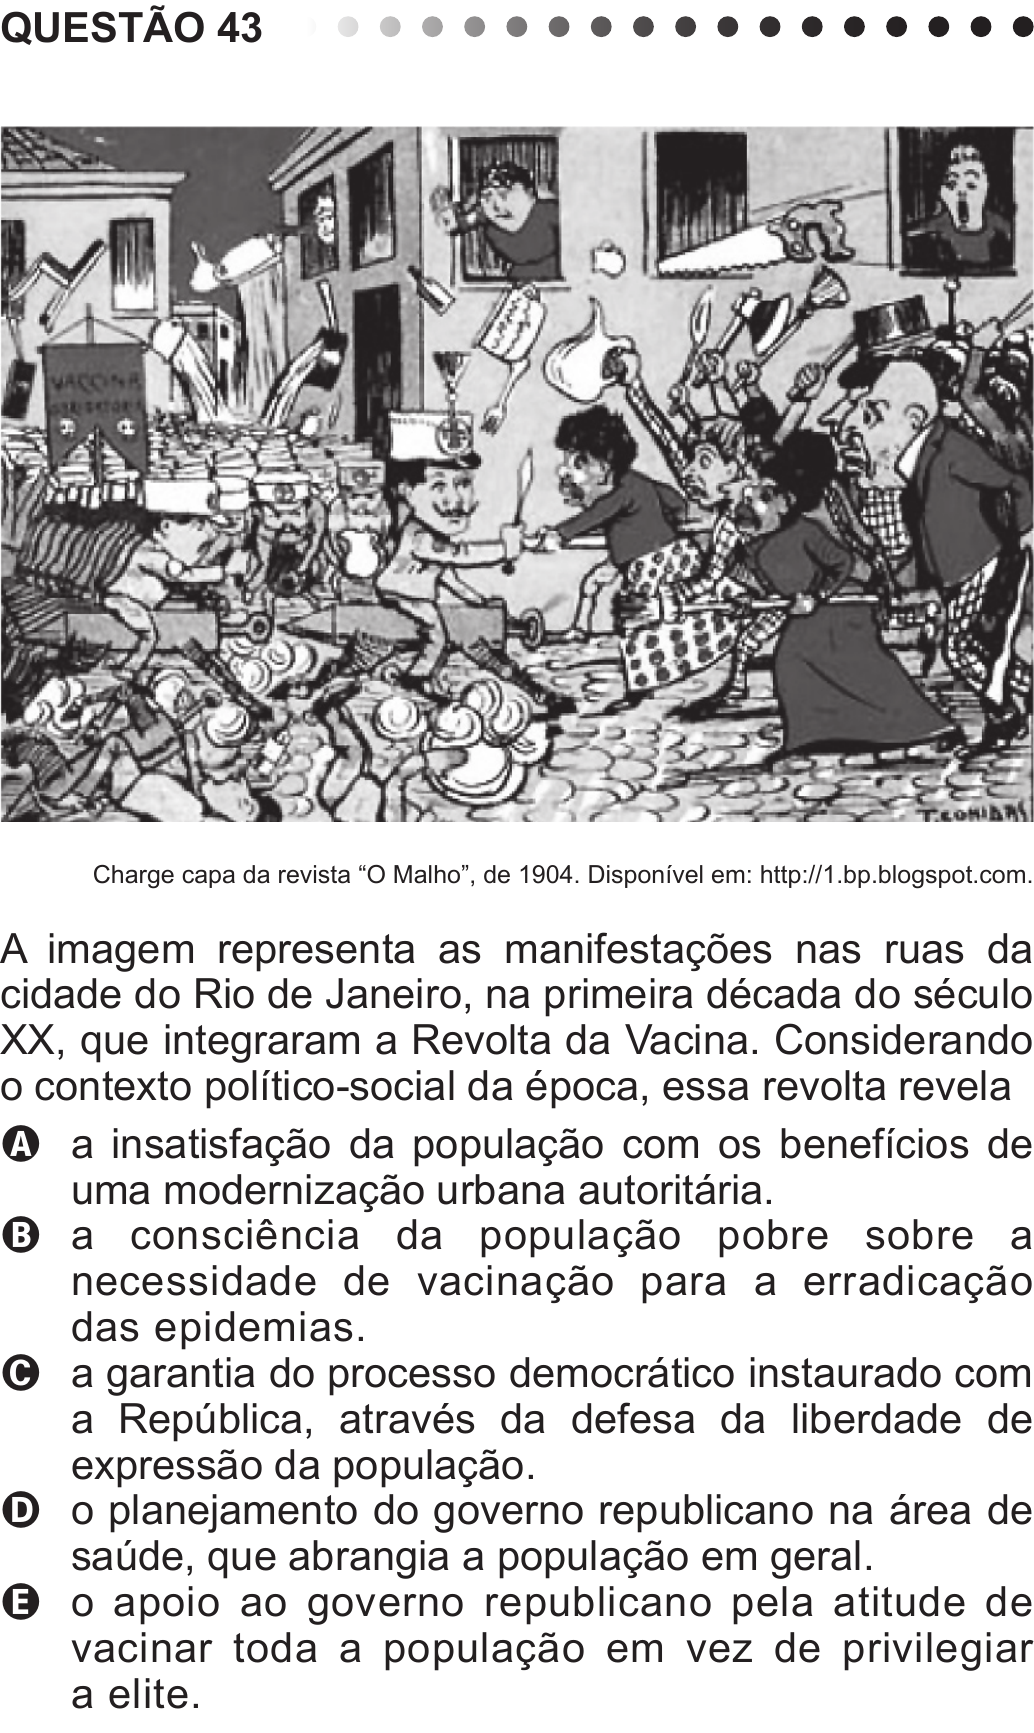 QUESTÃO 43
VACCINA
OBRIGATORIA
Charge capa da revista “O Malho”, de 1904. Disponível em: http://1.bp.blogspot.com.
A imagem representa as manifestações nas ruas da
cidade do Rio de Janeiro, na primeira década do século
XX, que integraram a Revolta da Vacina. Considerando
o contexto político-social da época, essa revolta revela
A a insatisfação da população com os benefícios de
uma modernização urbana autoritária.
B a consciência da população pobre sobre a
necessidade de vacinação para a erradicação
das epidemias.
C a garantia do processo democrático instaurado com
a República, através da defesa da liberdade de
expressão da população.
D o planejamento do governo republicano na área de
saúde, que abrangia a população em geral.
E o apoio ao governo republicano pela atitude de
vacinar toda a população em vez de privilegiar
a elite.